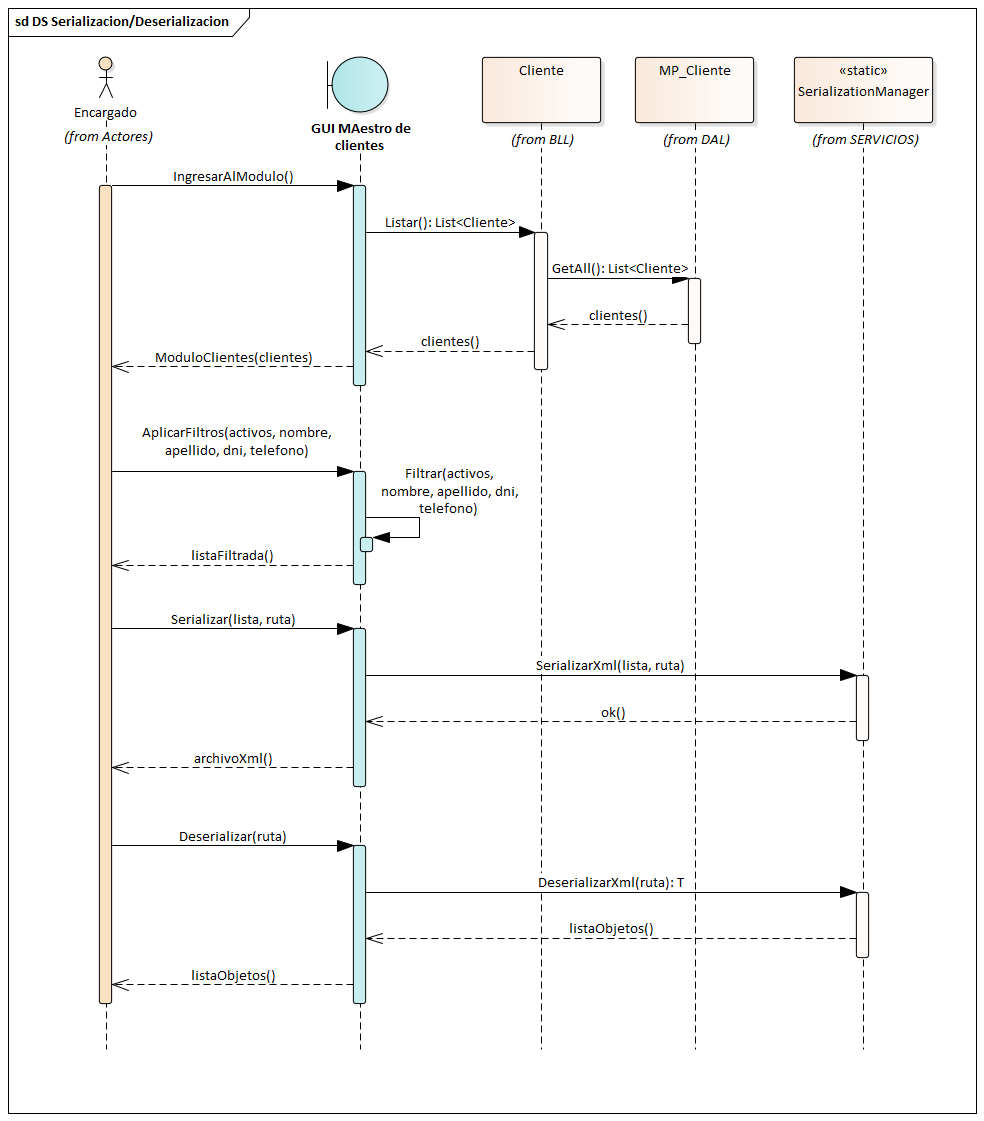 sd DS Serializacion/Deserializacion
Encargado
(from Actores)
GUI MAestro de
clientes
Cliente
(from BLL)
MP_Cliente
(from DAL)
«static»
SerializationManager
(from SERVICIOS)
IngresarAlModulo()
Listar(): List<Cliente>
GetAll(): List<Cliente>
clientes()
clientes()
ModuloClientes(clientes)
AplicarFiltros(activos, nombre,
apellido, dni, telefono)
Filtrar(activos,
nombre, apellido, dni,
telefono)
listaFiltrada()
Serializar(lista, ruta)
SerializarXml(lista, ruta)
ok()
archivoXml()
Deserializar(ruta)
DeserializarXml(ruta): T
listaObjetos()
listaObjetos()